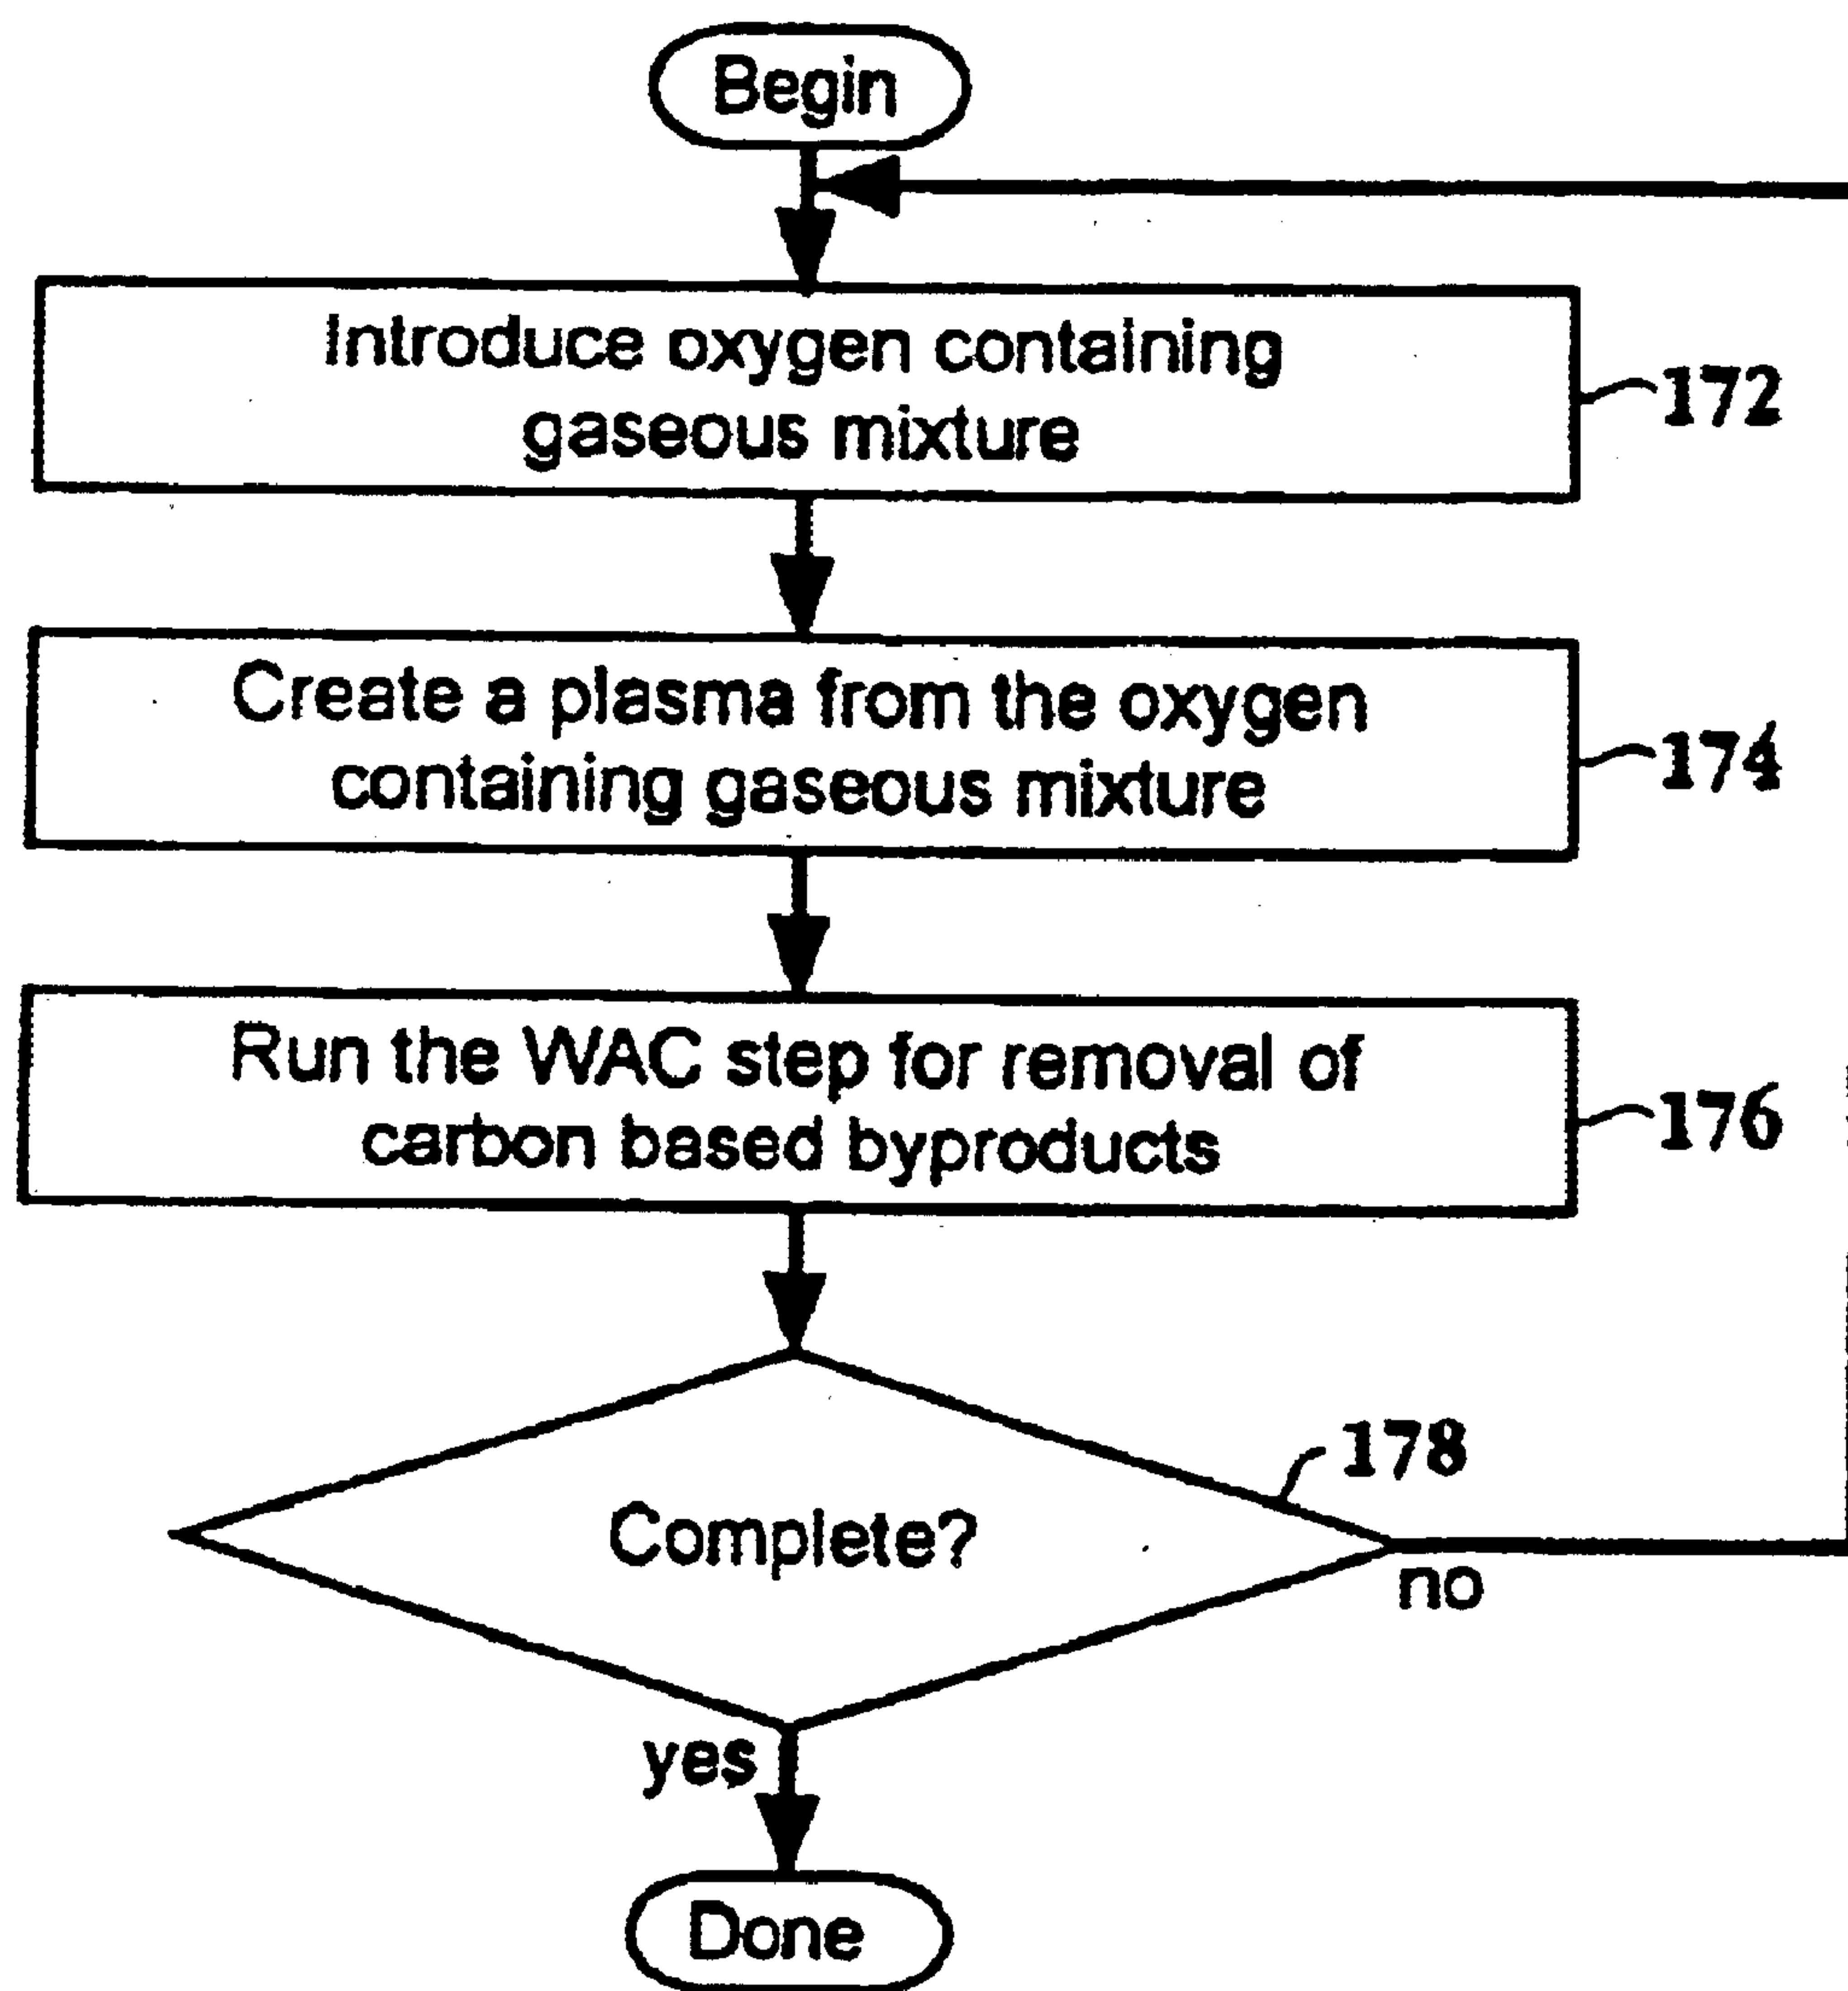 Begin
Introduce oxygen containing
gaseous mixture
172
Create a plasma from the oxygen
containing gaseous mixture
174
Run the WAC step for removal of
carbon based byproducts
176
178
Complete?
no
yes
Done